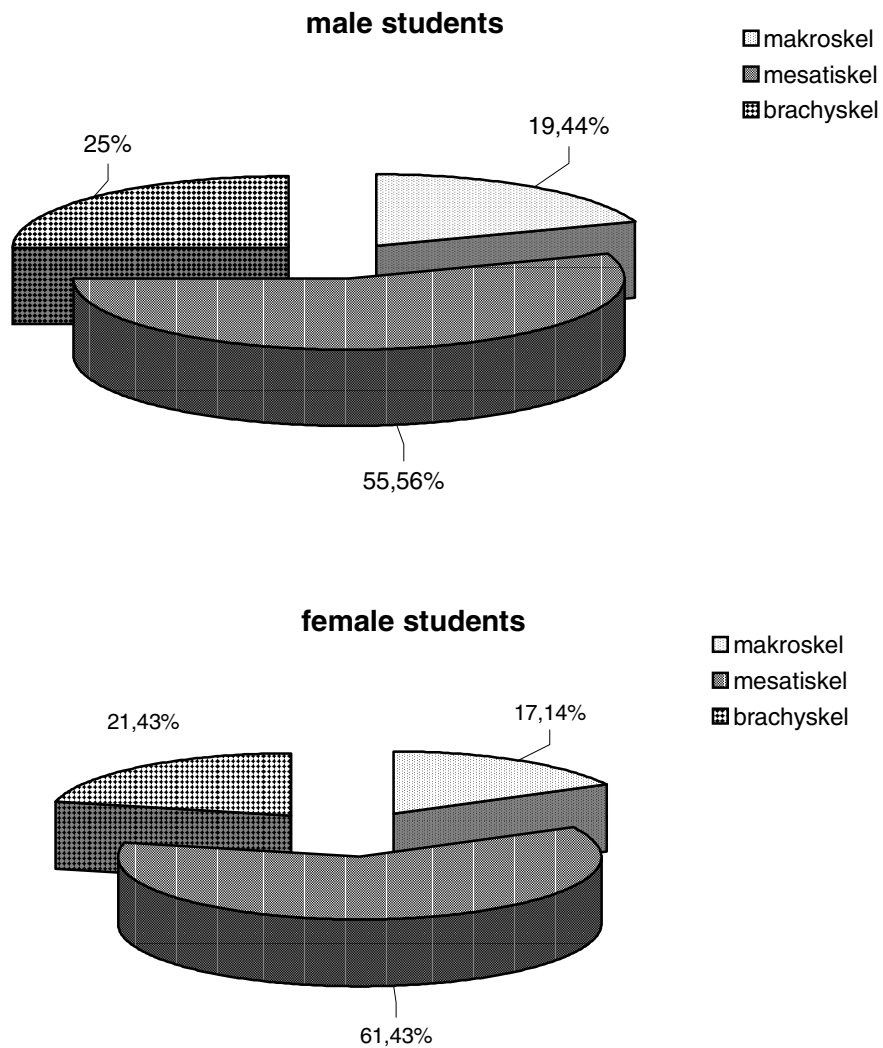 male students
makroskel
mesatiskel
brachyskel
25%
19,44%
55,56%
female students
makroskel
mesatiskel
brachyskel
21,43%
17,14%
61,43%